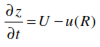 ∂z/∂t = U − u(R)